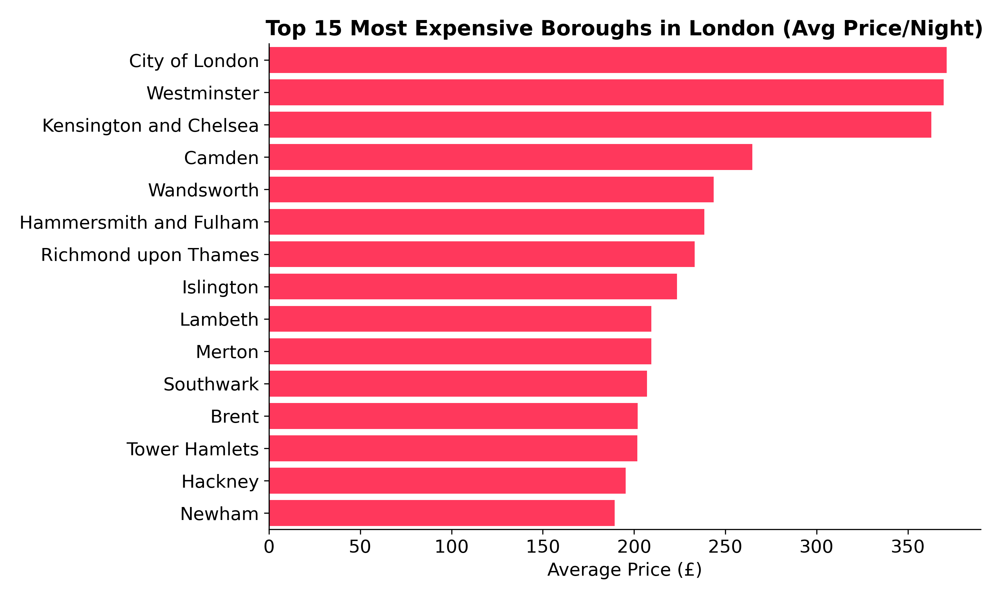 Top 15 Most Expensive Boroughs in London (Avg Price/Night)
City of London
Westminster
Kensington and Chelsea
Camden
Wandsworth
Hammersmith and Fulham
Richmond upon Thames
Islington
Lambeth
Merton
Southwark
Brent
Tower Hamlets
Hackney
Newham
0 50 100 150 200 250 300 350
Average Price (£)